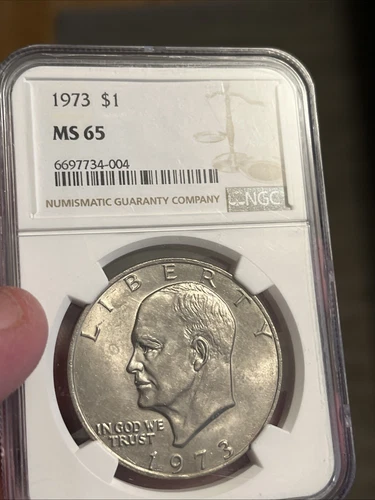 1973 $1
MS 65
6697734-004
NUMISMATIC GUARANTY COMPANY
NGC
LIBERTY
IN GOD WE
TRUST
1973